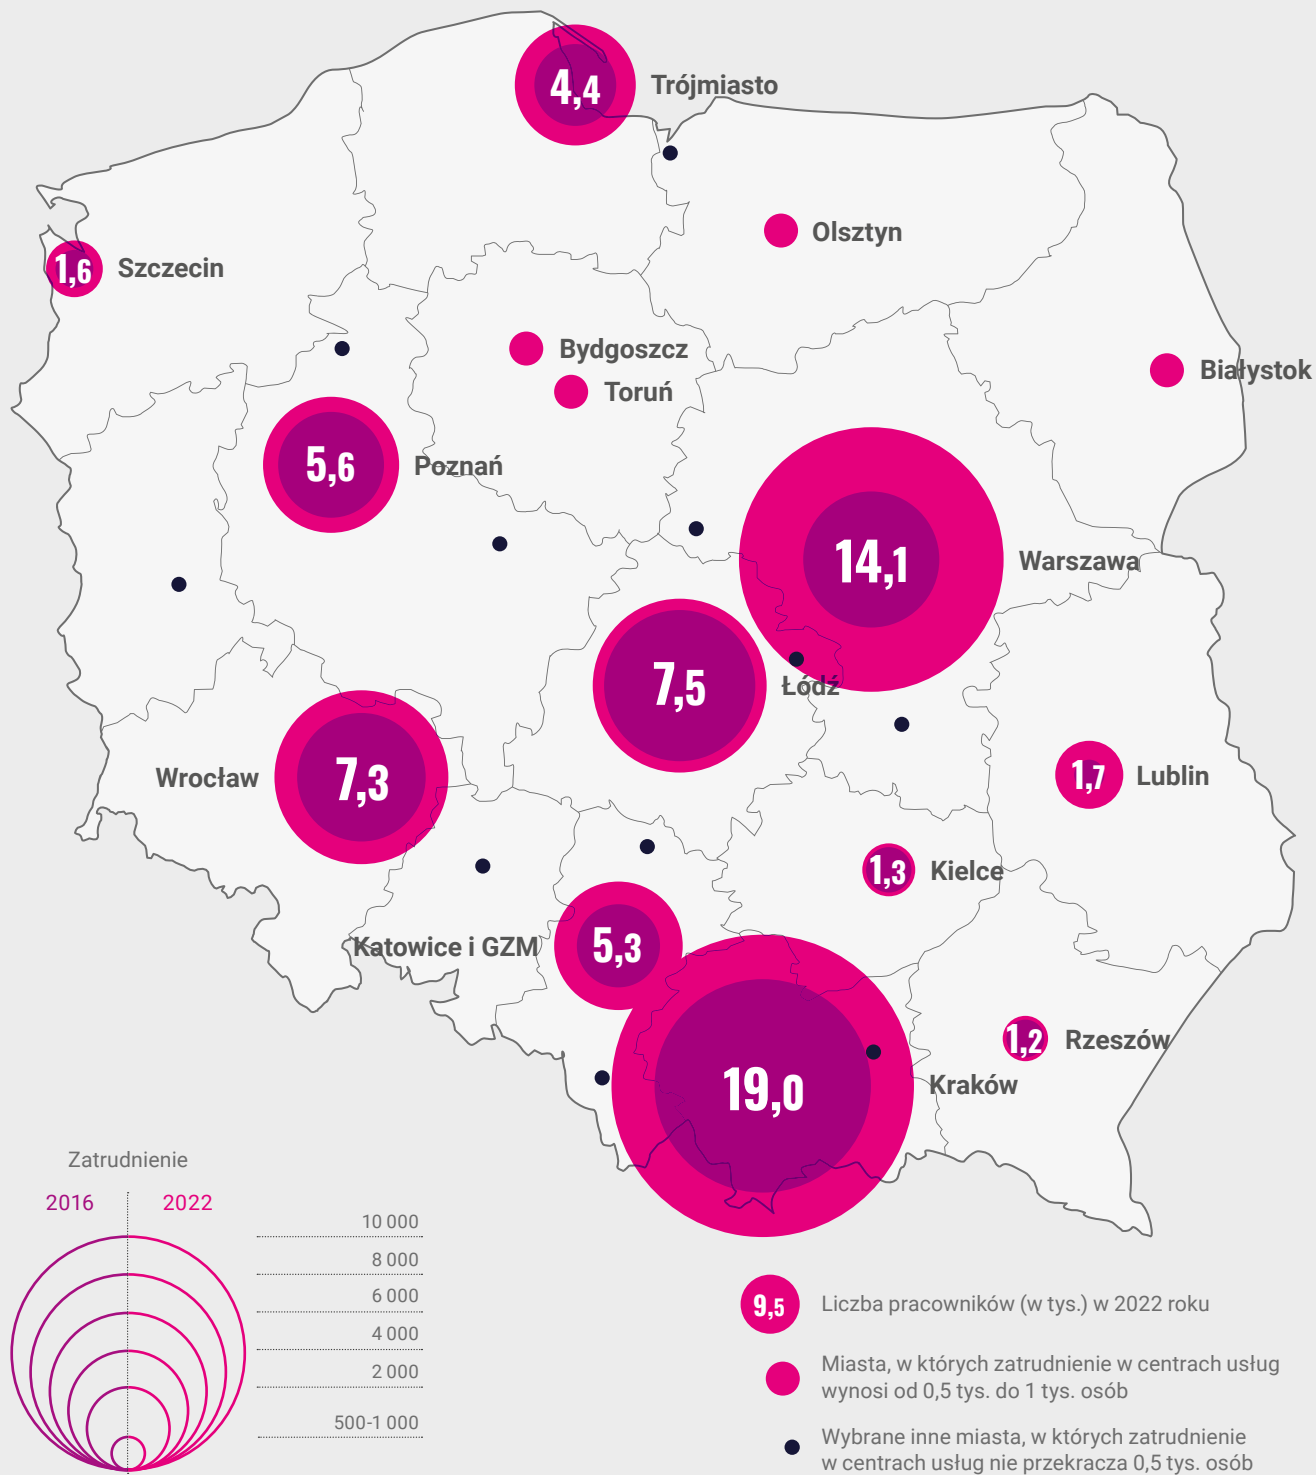 4,4
Trójmiasto
Olsztyn
1,6
Szczecin
Bydgoszcz
Białystok
Toruń
5,6
Poznań
14,1
Warszawa
7,5
Łódź
Wrocław
7,3
1,7
Lublin
1,3
Kielce
Katowice i GZM
5,3
1,2
Rzeszów
19,0
Kraków
Zatrudnienie
2016
2022
10 000
8 000
6 000
4 000
2 000
500-1 000
9,5
Liczba pracowników (w tys.) w 2022 roku
Miasta, w których zatrudnienie w centrach usług
wynosi od 0,5 tys. do 1 tys. osób
Wybrane inne miasta, w których zatrudnienie
w centrach usług nie przekracza 0,5 tys. osób